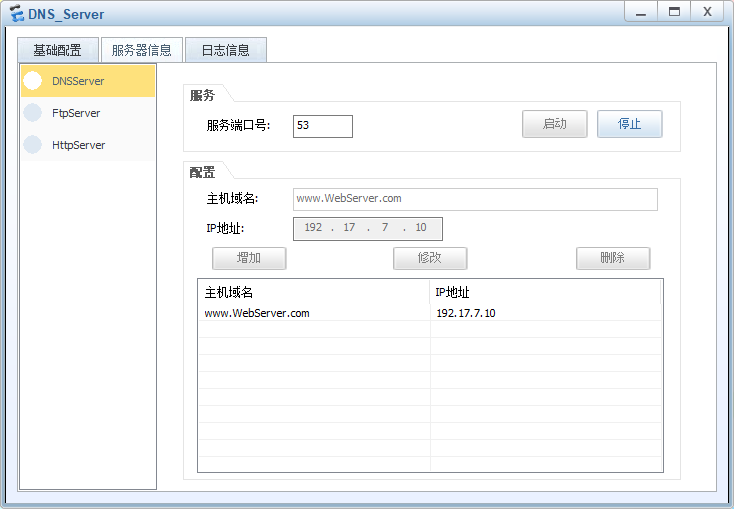 DNS_Server
基础配置 服务器信息 日志信息
DNSServer
FtpServer
HttpServer
服务
服务端口号: 53 启动 停止
配置
主机域名: www.WebServer.com
IP地址: 192 . 17 . 7 . 10
增加 修改 删除
主机域名 IP地址
www.WebServer.com 192.17.7.10